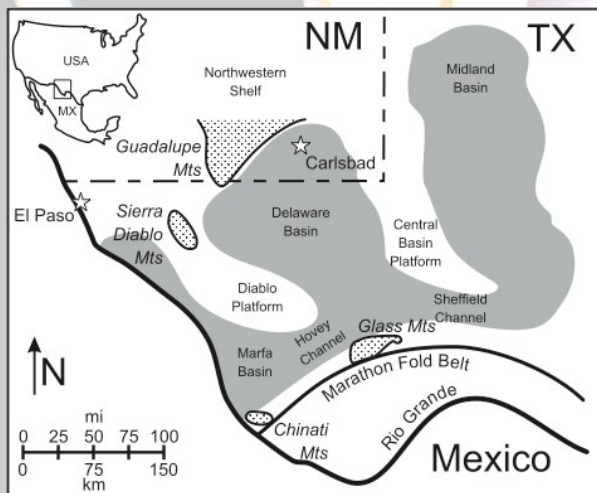 NM
TX
USA
MX
Northwestern
Shelf
Midland
Basin
Guadalupe
Mts
Carlsbad
El Paso
Sierra
Diablo
Mts
Delaware
Basin
Central
Basin
Platform
Diablo
Platform
Sheffield
Channel
Hovey
Channel
Glass Mts
Marfa
Basin
Marathon Fold Belt
N
Rio Grande
Chinati
Mts
Mexico
mi
0 25 50 75 100
0 75 150
km